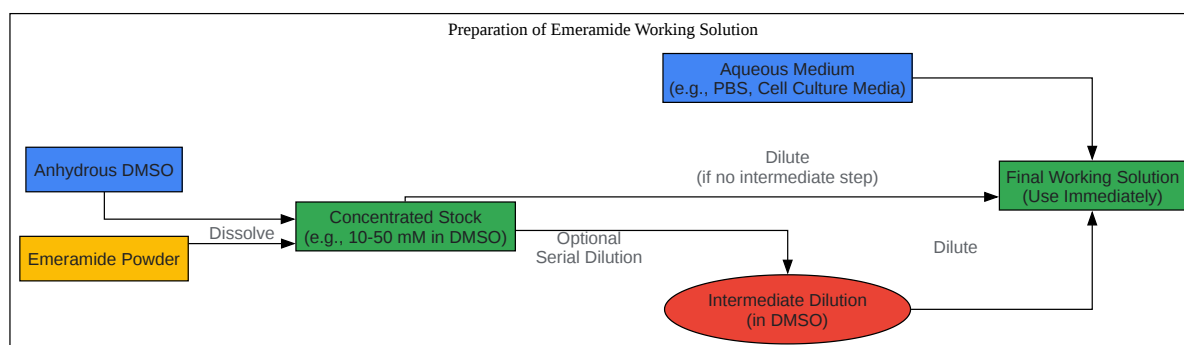 Preparation of Emeramide Working Solution
Aqueous Medium
(e.g., PBS, Cell Culture Media)
Anhydrous DMSO
Dilute
(if no intermediate step)
Final Working Solution
(Use Immediately)
Concentrated Stock
(e.g., 10-50 mM in DMSO)
Dissolve
Emeramide Powder
Optional
Serial Dilution
Dilute
Intermediate Dilution
(in DMSO)